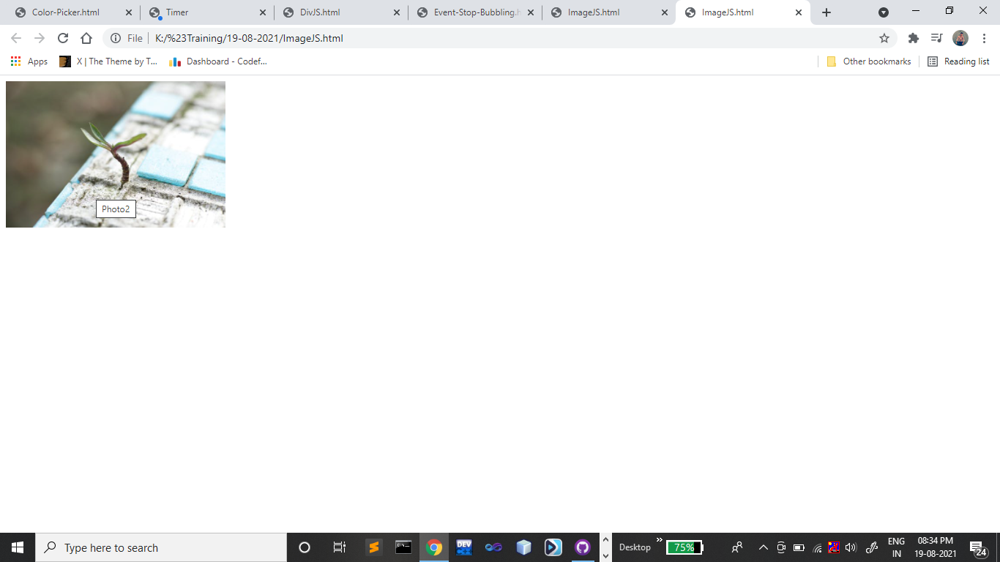 Color-Picker.html
Timer
DivJS.html
Event-Stop-Bubbling.h
ImageJS.html
ImageJS.html
File
K:/%23Training/19-08-2021/ImageJS.html
Apps
X | The Theme by T...
Dashboard - Codef...
Other bookmarks
Reading list
Photo2
Type here to search
DEV
Desktop
75%
ENG
IN
08:34 PM
19-08-2021
24